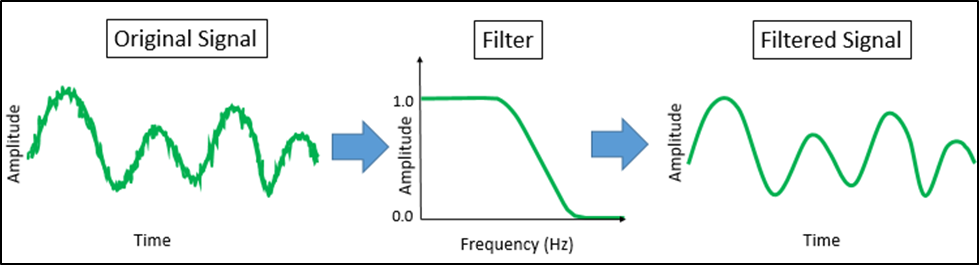 Original Signal
Amplitude
Time
Filter
1.0
Amplitude
0.0
Frequency (Hz)
Filtered Signal
Amplitude
Time